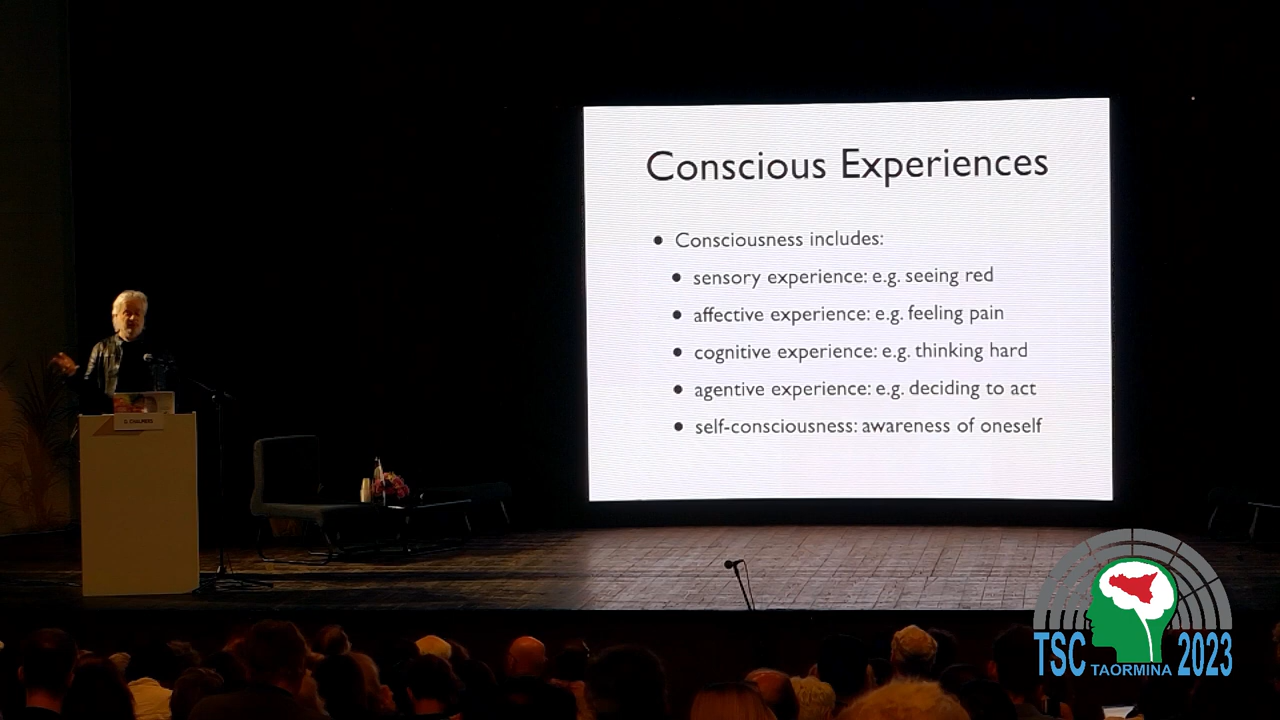 Conscious Experiences
• Consciousness includes:
• sensory experience: e.g. seeing red
• affective experience: e.g. feeling pain
• cognitive experience: e.g. thinking hard
• agentive experience: e.g. deciding to act
• self-consciousness: awareness of oneself
D. CHALMERS
TSC TAORMINA 2023